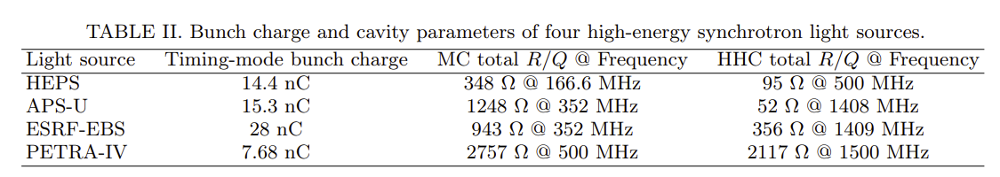 TABLE II. Bunch charge and cavity parameters of four high-energy synchrotron light sources.
Light source Timing-mode bunch charge MC total R/Q @ Frequency HHC total R/Q @ Frequency
HEPS 14.4 nC 348 Ω @ 166.6 MHz 95 Ω @ 500 MHz
APS-U 15.3 nC 1248 Ω @ 352 MHz 52 Ω @ 1408 MHz
ESRF-EBS 28 nC 943 Ω @ 352 MHz 356 Ω @ 1409 MHz
PETRA-IV 7.68 nC 2757 Ω @ 500 MHz 2117 Ω @ 1500 MHz